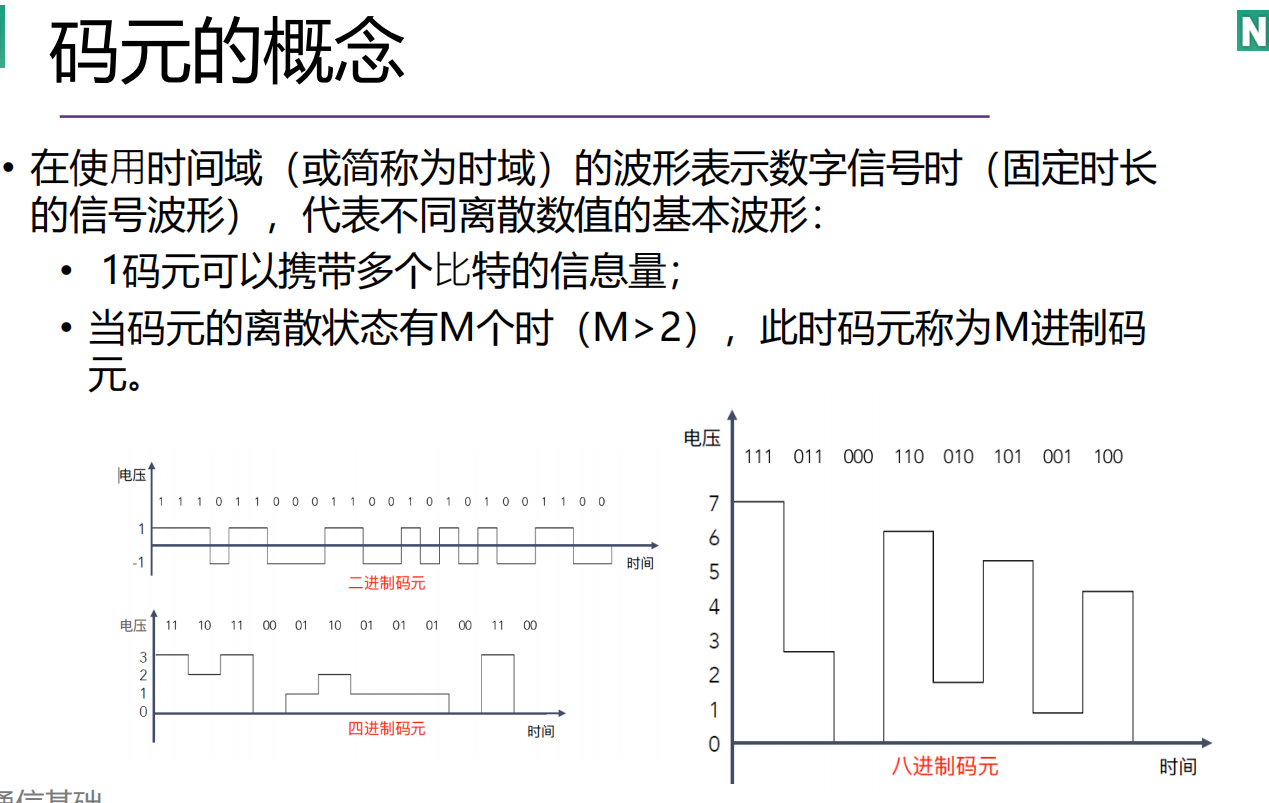 码元的概念
N
• 在使用时间域（或简称为时域）的波形表示数字信号时（固定时长
的信号波形），代表不同离散数值的基本波形：
• 1码元可以携带多个比特的信息量；
• 当码元的离散状态有M个时（M>2），此时码元称为M进制码
元。
电压
1 1 1 0 1 1 0 0 0 1 1 0 0 1 0 1 0 1 0 0 1 1 0 0
1
-1
时间
二进制码元
电压
11 10 11 00 01 10 01 01 01 00 11 00
3
2
1
0
四进制码元
时间
电压
111 011 000 110 010 101 001 100
7
6
5
4
3
2
1
0
八进制码元
时间
通信基础